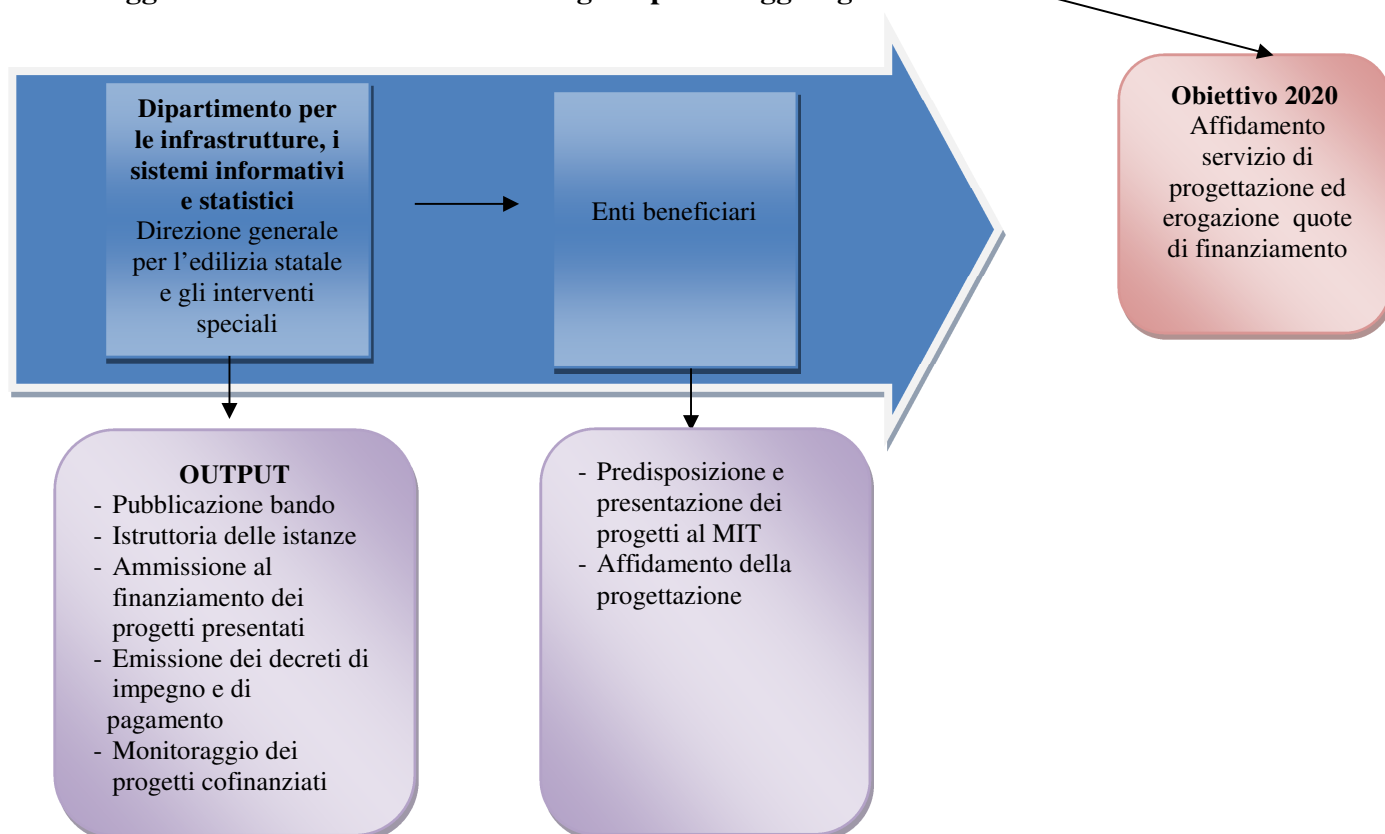 Dipartimento per
le infrastrutture, i
sistemi informativi
e statistici
Direzione generale
per l’edilizia statale
e gli interventi
speciali
Enti beneficiari
Obiettivo 2020
Affidamento
servizio di
progettazione ed
erogazione quote
di finanziamento
OUTPUT
- Pubblicazione bando
- Istruttoria delle istanze
- Ammissione al
finanziamento dei
progetti presentati
- Emissione dei decreti di
impegno e di
pagamento
- Monitoraggio dei
progetti cofinanziati
- Predisposizione e
presentazione dei
progetti al MIT
- Affidamento della
progettazione